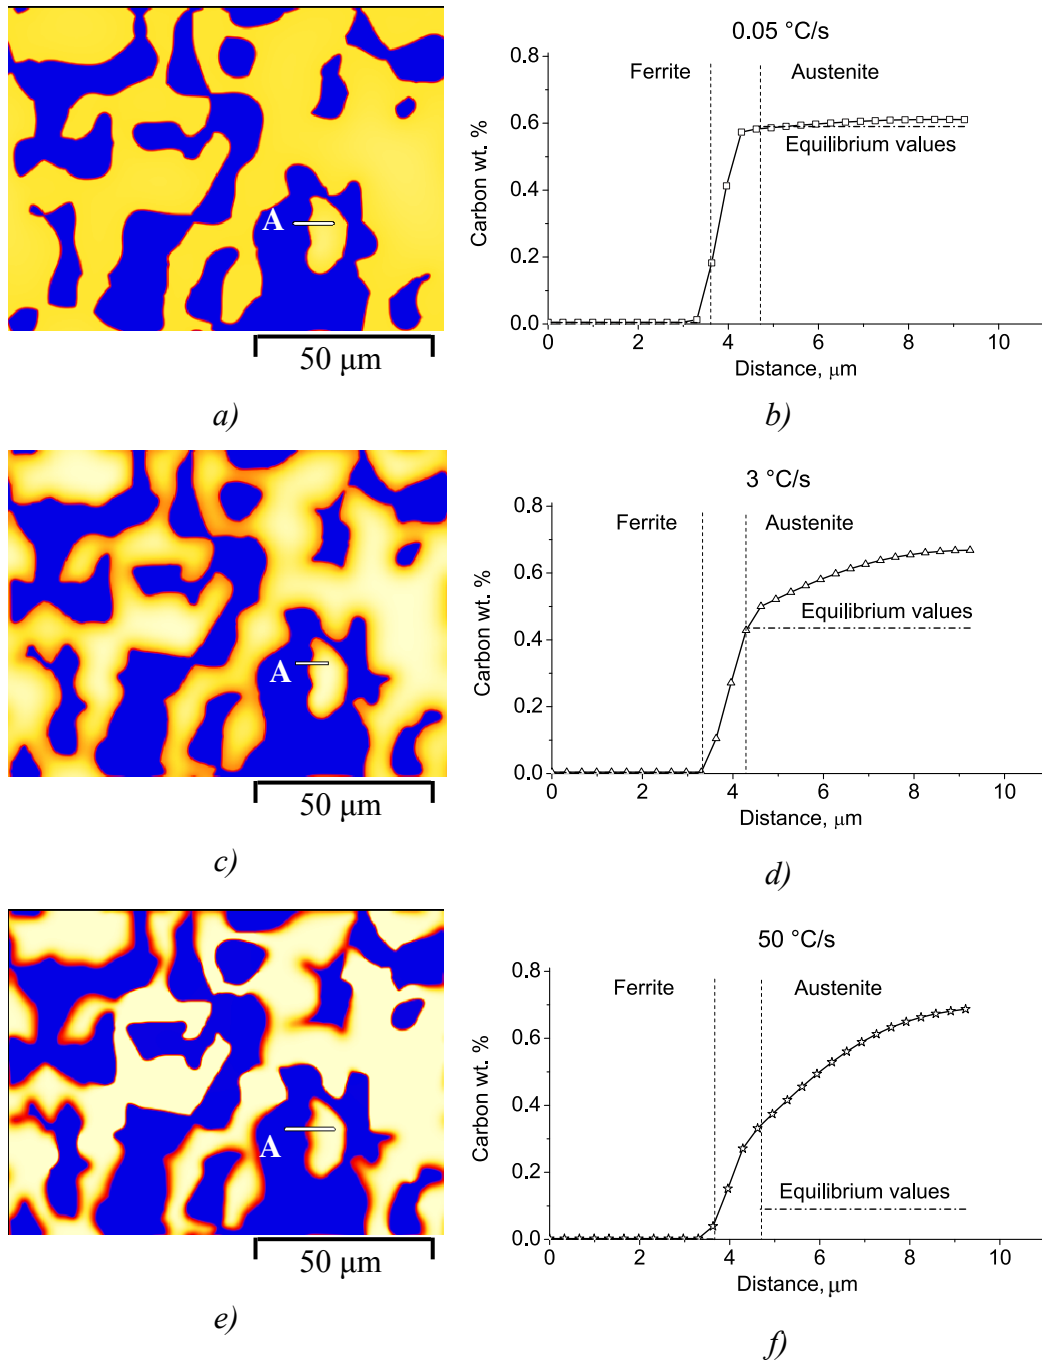 A
50 μm
a)
0.05 °C/s
0.8
Ferrite
Austenite
0.6
Equilibrium values
0.4
0.2
0.0
Carbon wt. %
0 2 4 6 8 10
Distance, μm
b)
A
50 μm
c)
3 °C/s
0.8
Ferrite
Austenite
0.6
Equilibrium values
0.4
0.2
0.0
Carbon wt. %
0 2 4 6 8 10
Distance, μm
d)
A
50 μm
e)
50 °C/s
0.8
Ferrite
Austenite
0.6
0.4
0.2
Equilibrium values
0.0
Carbon wt. %
0 2 4 6 8 10
Distance, μm
f)